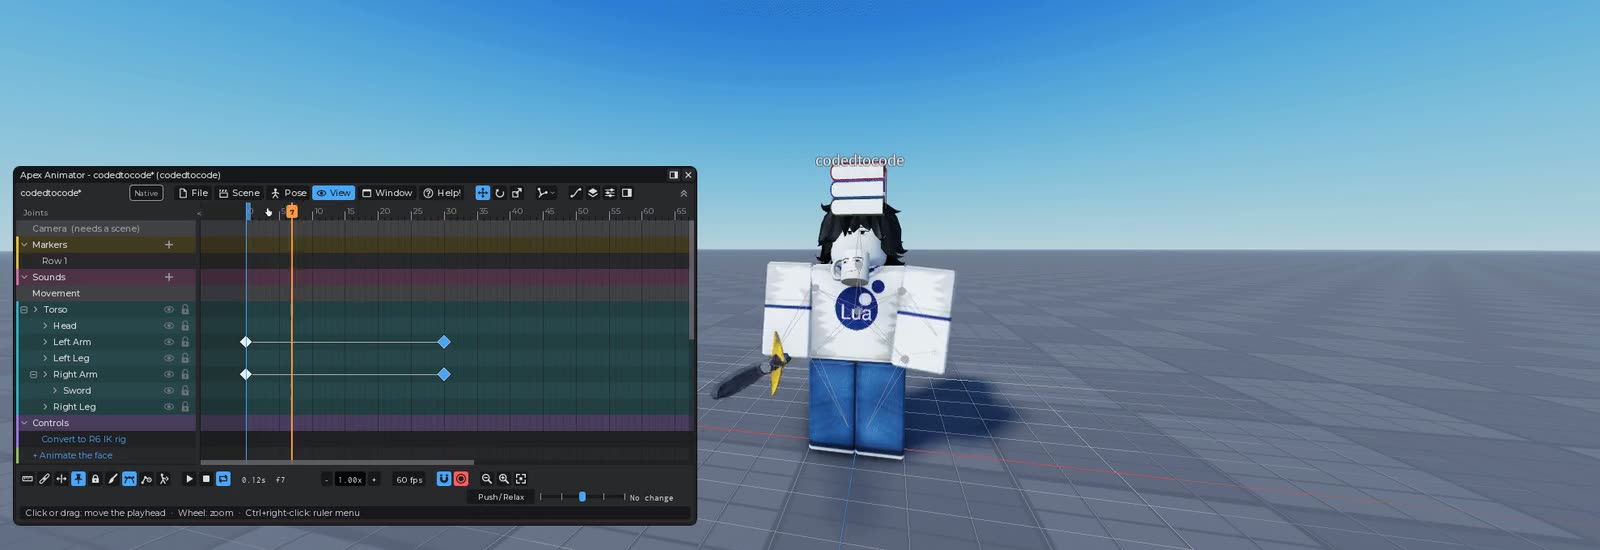 codedtocode
Lua
Apex Animator - codedtocode* (codedtocode)
codedtocode*
Native
File
Scene
Pose
View
Window
Help!
Joints
7
10
15
20
25
30
35
40
45
50
55
60
65
Camera (needs a scene)
Markers
Row 1
Sounds
Movement
Torso
Head
Left Arm
Left Leg
Right Arm
Sword
Right Leg
Controls
Convert to R6 IK rig
+ Animate the face
0.12s f7
- 1.00x +
60 fps
Push/Relax
No change
Click or drag: move the playhead · Wheel: zoom · Ctrl+right-click: ruler menu